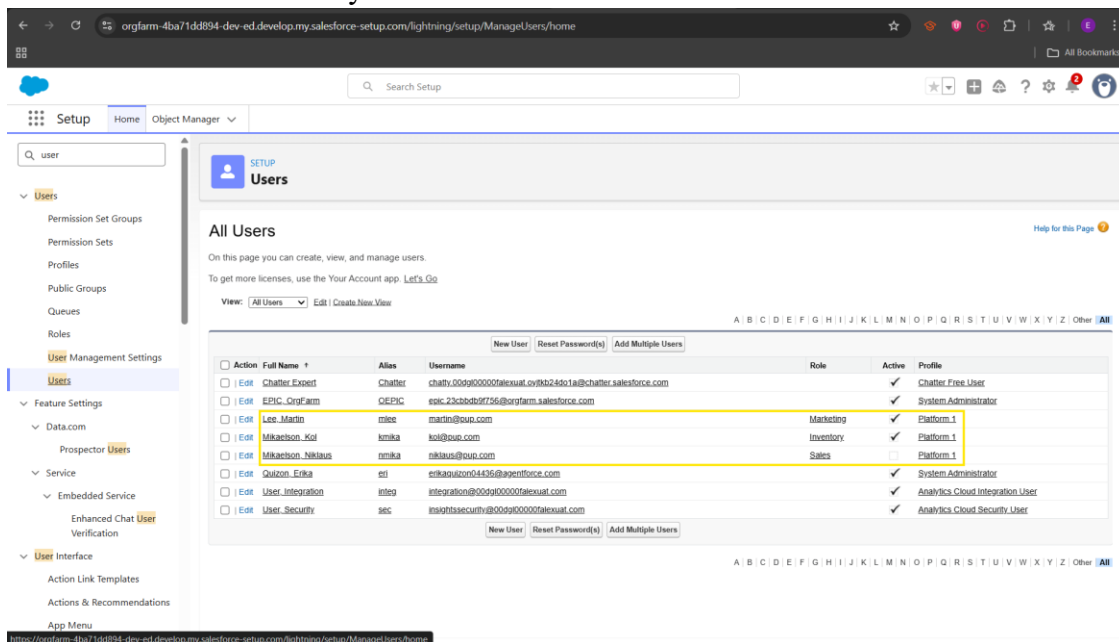 orgfarm-4ba71dd894-dev-ed.develop.my.salesforce-setup.com/lightning/setup/ManageUsers/home
E
All Bookmarks
Search Setup
2
Setup Home Object Manager
user
SETUP
Users
Users
Permission Set Groups
Permission Sets
Profiles
Public Groups
Queues
Roles
User Management Settings
Users
Feature Settings
Data.com
Prospector Users
Service
Embedded Service
Enhanced Chat User
Verification
User Interface
Action Link Templates
Actions & Recommendations
App Menu
All Users
Help for this Page
On this page you can create, view, and manage users.
To get more licenses, use the Your Account app. Let's Go
View: All Users Edit | Create New View
A | B | C | D | E | F | G | H | I | J | K | L | M | N | O | P | Q | R | S | T | U | V | W | X | Y | Z | Other All
New User Reset Password(s) Add Multiple Users
Action Full Name ↑ Alias Username Role Active Profile
Edit Chatter Expert Chatter Chatter Free User
Edit EPIC, OrgFarm OEPIC epic.23cbbdb9f756@orgfarm.salesforce.com System Administrator
Edit Lee, Martin mlee martin@pup.com Marketing Platform 1
Edit Mikaelson, Kol kmika kol@pup.com Inventory Platform 1
Edit Mikaelson, Niklaus nmika niklaus@pup.com Sales Platform 1
Edit Quizon, Erika eri erikaquizon04436@agentforce.com System Administrator
Edit User, Integration integ integration@00dgl00000falexuat.com Analytics Cloud Integration User
Edit User, Security sec insightssecurity@00dgl00000falexuat.com Analytics Cloud Security User
New User Reset Password(s) Add Multiple Users
A | B | C | D | E | F | G | H | I | J | K | L | M | N | O | P | Q | R | S | T | U | V | W | X | Y | Z | Other All
https://orgfarm-4ba71dd894-dev-ed.develop.my.salesforce-setup.com/lightning/setup/ManageUsers/home